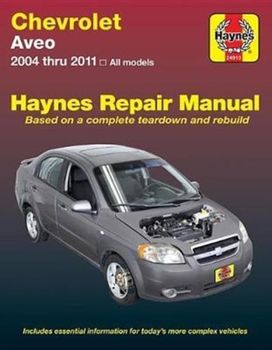 Chevrolet
Aveo
2004 thru 2011 □ All models
Haynes
24013
Haynes Repair Manual
Based on a complete teardown and rebuild
Includes essential information for today's more complex vehicles